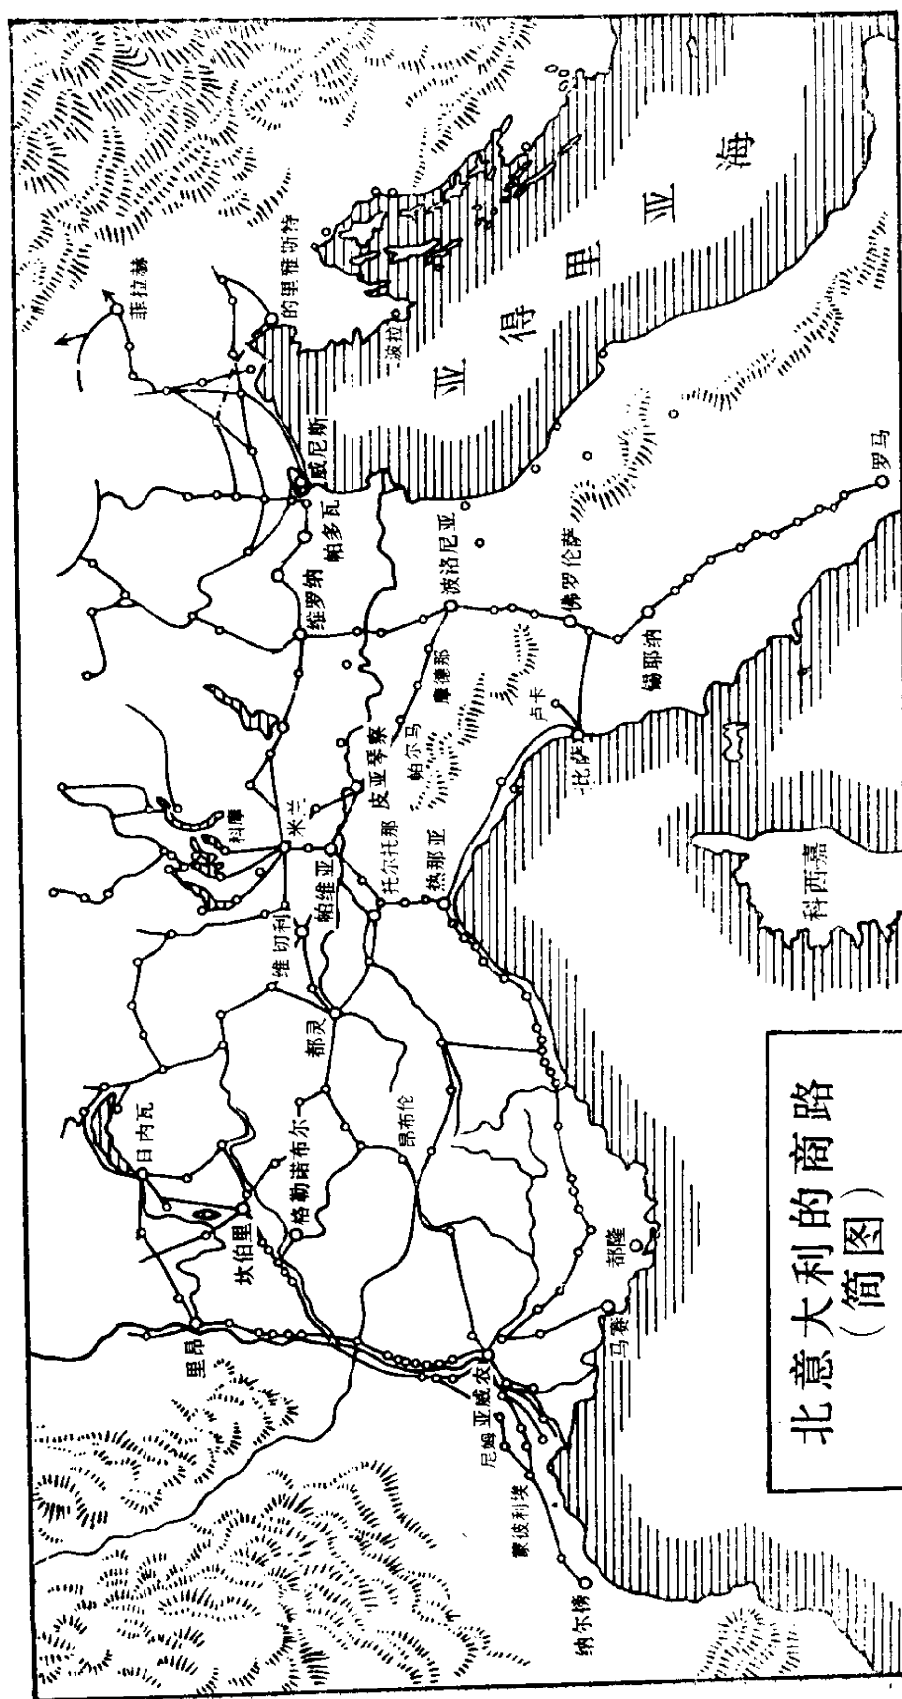 北意大利的商路
（简图）
亚得里亚海
菲拉赫
的里雅斯特
波拉
威尼斯
帕多瓦
维罗纳
波洛尼亚
佛罗伦萨
罗马
锡耶纳
摩德那
卢卡
比萨
帕尔马
皮亚琴察
米兰
科摩
帕维亚
托尔托那
热那亚
维切利
都灵
科西嘉
日内瓦
昂布伦
格勒诺布尔
坎伯里
都隆
里昂
马赛
亚威农
尼姆
蒙彼利埃
纳尔榜